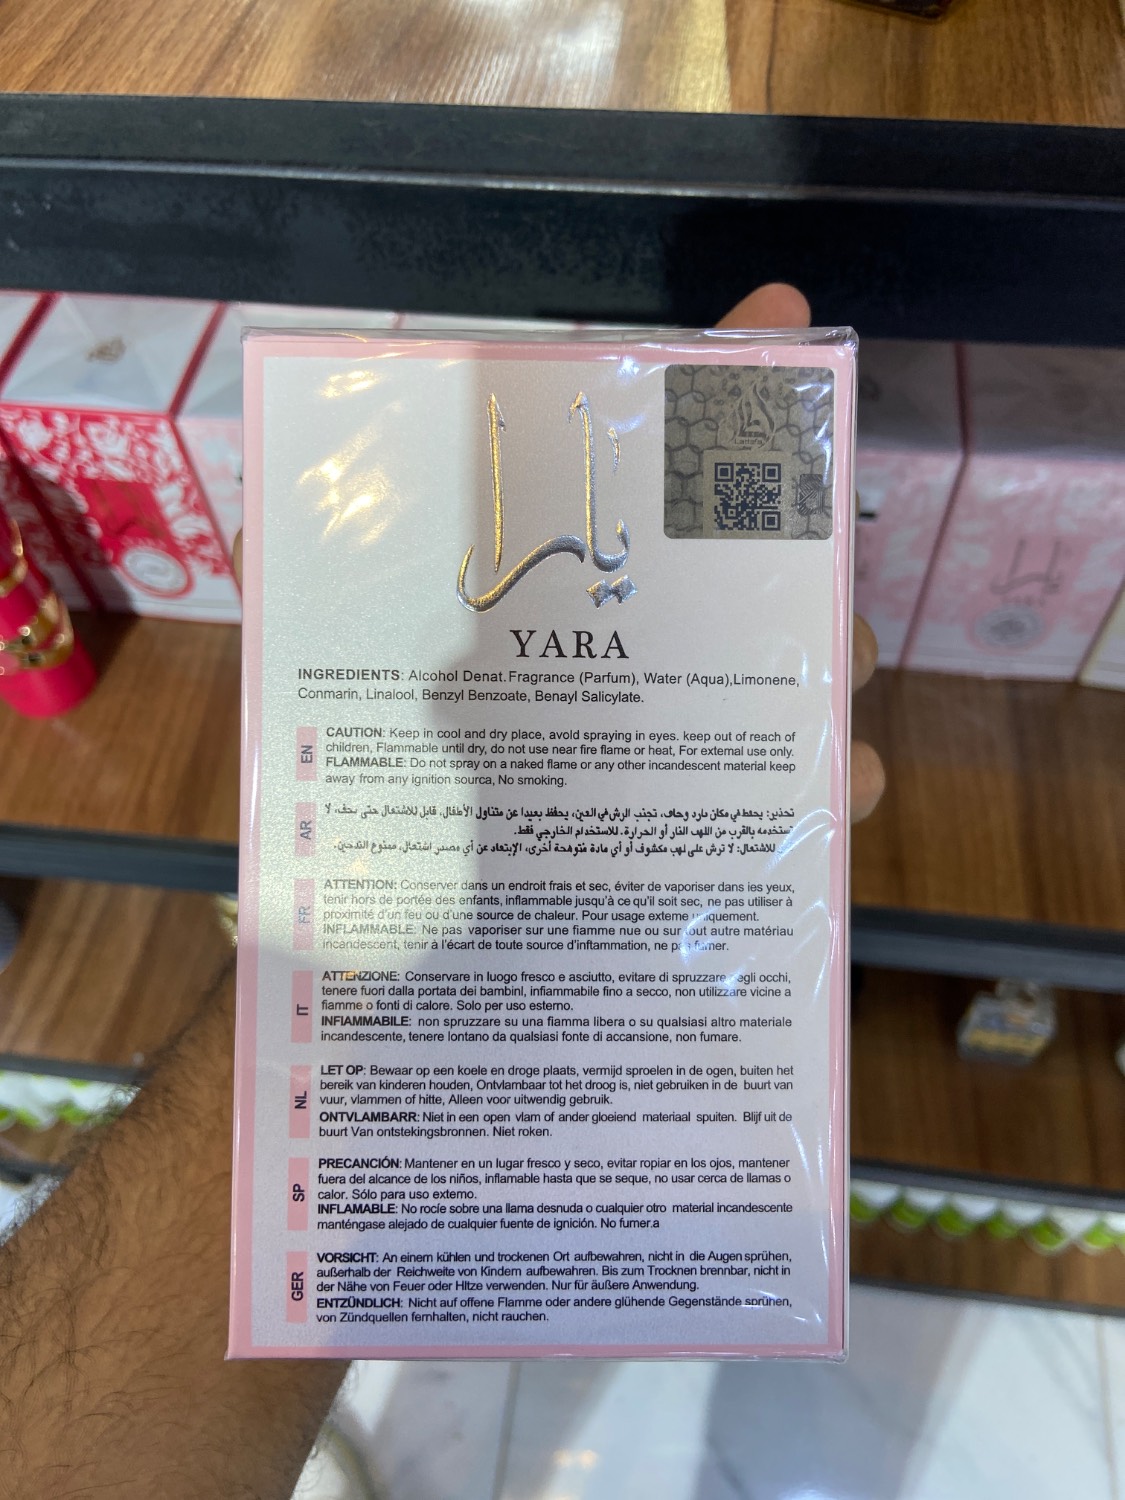 يارا
Lattafa
YARA
INGREDIENTS: Alcohol Denat. Fragrance (Parfum), Water (Aqua),Limonene,
Conmarin, Linalool, Benzyl Benzoate, Benayl Salicylate.
EN
CAUTION: Keep in cool and dry place, avold spraying in eyes. keep out of reach of
children, Flammable until dry, do not use near fire flame or heat, For extemal use only.
FLAMMABLE: Do not spray on a naked flame or any other incandescent material keep
away from any ignition sourca, No smoking.
AR
تحذير: يحفظ في مكان بارد وجاف، تجنب الرش في العين، يحفظ بعيدا عن متناول الأطفال. قابل للاشتعال حتى يجف، لا
تستخدمه بالقرب من اللهب النار أو الحرارة. للاستخدام الخارجي فقط.
للاشتعال: لا ترش على لهب مكشوف أو أي مادة متوهجة أخرى، الإبتعاد عن أي مصدر اشتعال، ممنوع التدخين.
FR
ATTENTION: Conserver dans un endroit frais et sec, éviter de vaporiser dans ies yeux,
tenir hors de portée des enfants, inflammable jusqu'à ce qu'il soit sec, ne pas utiliser à
proximité d'un feu ou d'une source de chaleur. Pour usage exteme uniquement.
INFLAMMABLE: Ne pas vaporiser sur une fiamme nue ou sur tout autre matériau
incandescent, tenir à l'écart de toute source d'inftammation, ne pas fumer.
IT
ATTENZIONE: Conservare in luogo fresco e asciutto, evitare di spruzzare negli occhi,
tenere fuori dalla portata dei bambinl, infiammabile fino a secco, non utilizzare vicine a
fiamme o fonti di calore. Solo per uso estemo.
INFIAMMABILE: non spruzzare su una fiamma libera o su qualsiasi altro materiale
incandescente, tenere lontano da qualsiasi fonte di accansione, non fumare.
NL
LET OP: Bewaar op een koele en droge plaats, vermijd sproelen in de ogen, buiten het
bereik van kinderen houden, Ontvlambaar tot het droog is, niet gebruiken in de buurt van
vuur, vlammen of hitte, Alleen voor uitwendig gebruik.
ONTVLAMBARR: Niet in een open vlam of ander gloeiend materiaal spuiten. Blijf uit de
buurt Van ontstekingsbronnen. Niet roken.
SP
PRECANCIÓN: Mantener en un lugar fresco y seco, evitar ropiar en los ojos, mantener
fuera del alcance de los niños, inflamable hasta que se seque, no usar cerca de llamas o
calor. Sólo para uso extemo.
INFLAMABLE: No rocíe sobre una llama desnuda o cualquier otro material incandescente
manténgase alejado de cualquier fuente de ignición. No fumer.a
GER
VORSICHT: An einem kühlen und trockenen Ort aufbewahren, nicht in die Augen sprühen,
außerhalb der Reichweite von Kindem aufbewahren. Bis zum Trocknen brennbar, nicht in
der Nähe von Feuer oder HItze verwenden. Nur für äußere Anwendung.
ENTZÜNDLICH: Nicht auf offene Flamme oder andere glühende Gegenstände sprünen,
von Zündquellen femhalten, nicht rauchen.
يارا
YARA